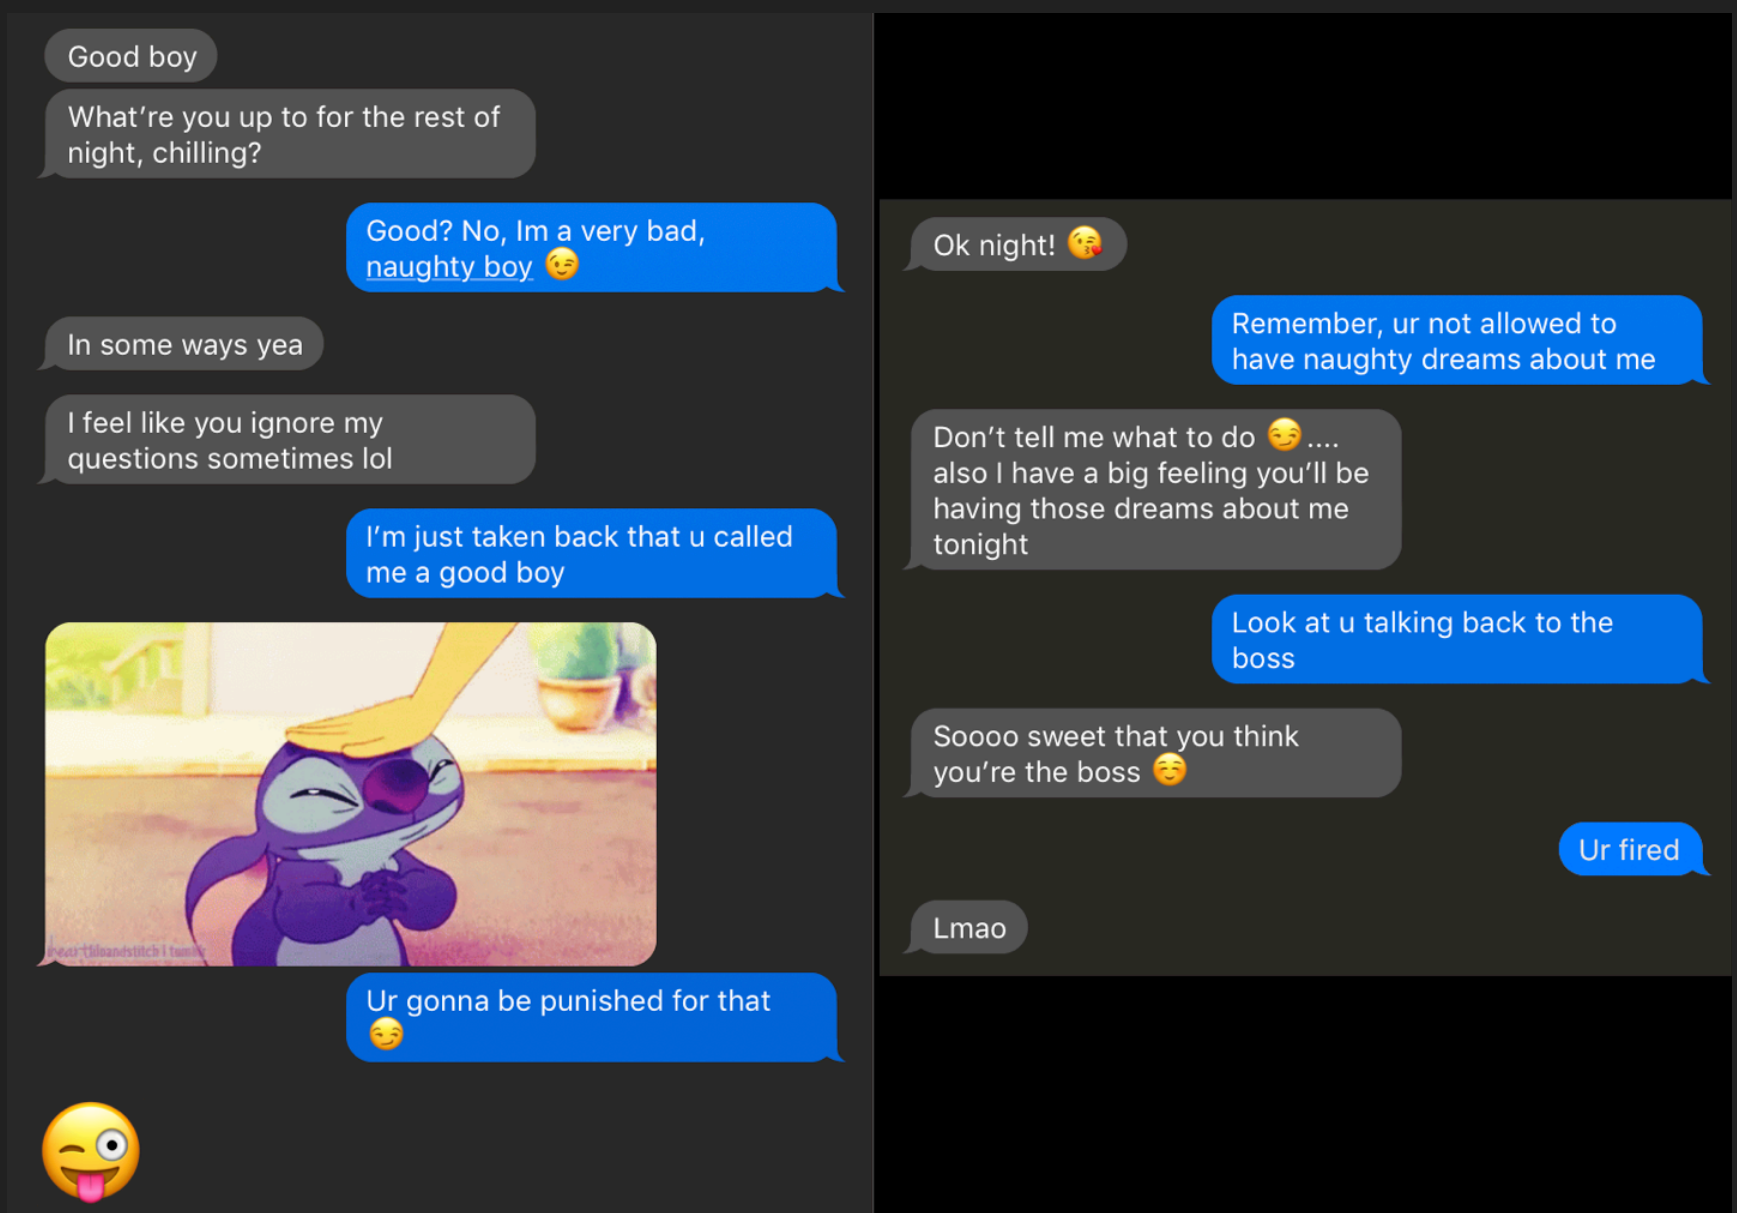 Good boy
What're you up to for the rest of
night, chilling?
Good? No, Im a very bad,
naughty boy 😉
In some ways yea
I feel like you ignore my
questions sometimes lol
I'm just taken back that u called
me a good boy
Ur gonna be punished for that
😏
😜
Ok night! 😘
Remember, ur not allowed to
have naughty dreams about me
Don't tell me what to do 😏....
also I have a big feeling you'll be
having those dreams about me
tonight
Look at u talking back to the
boss
Soooo sweet that you think
you're the boss ☺️
Ur fired
Lmao